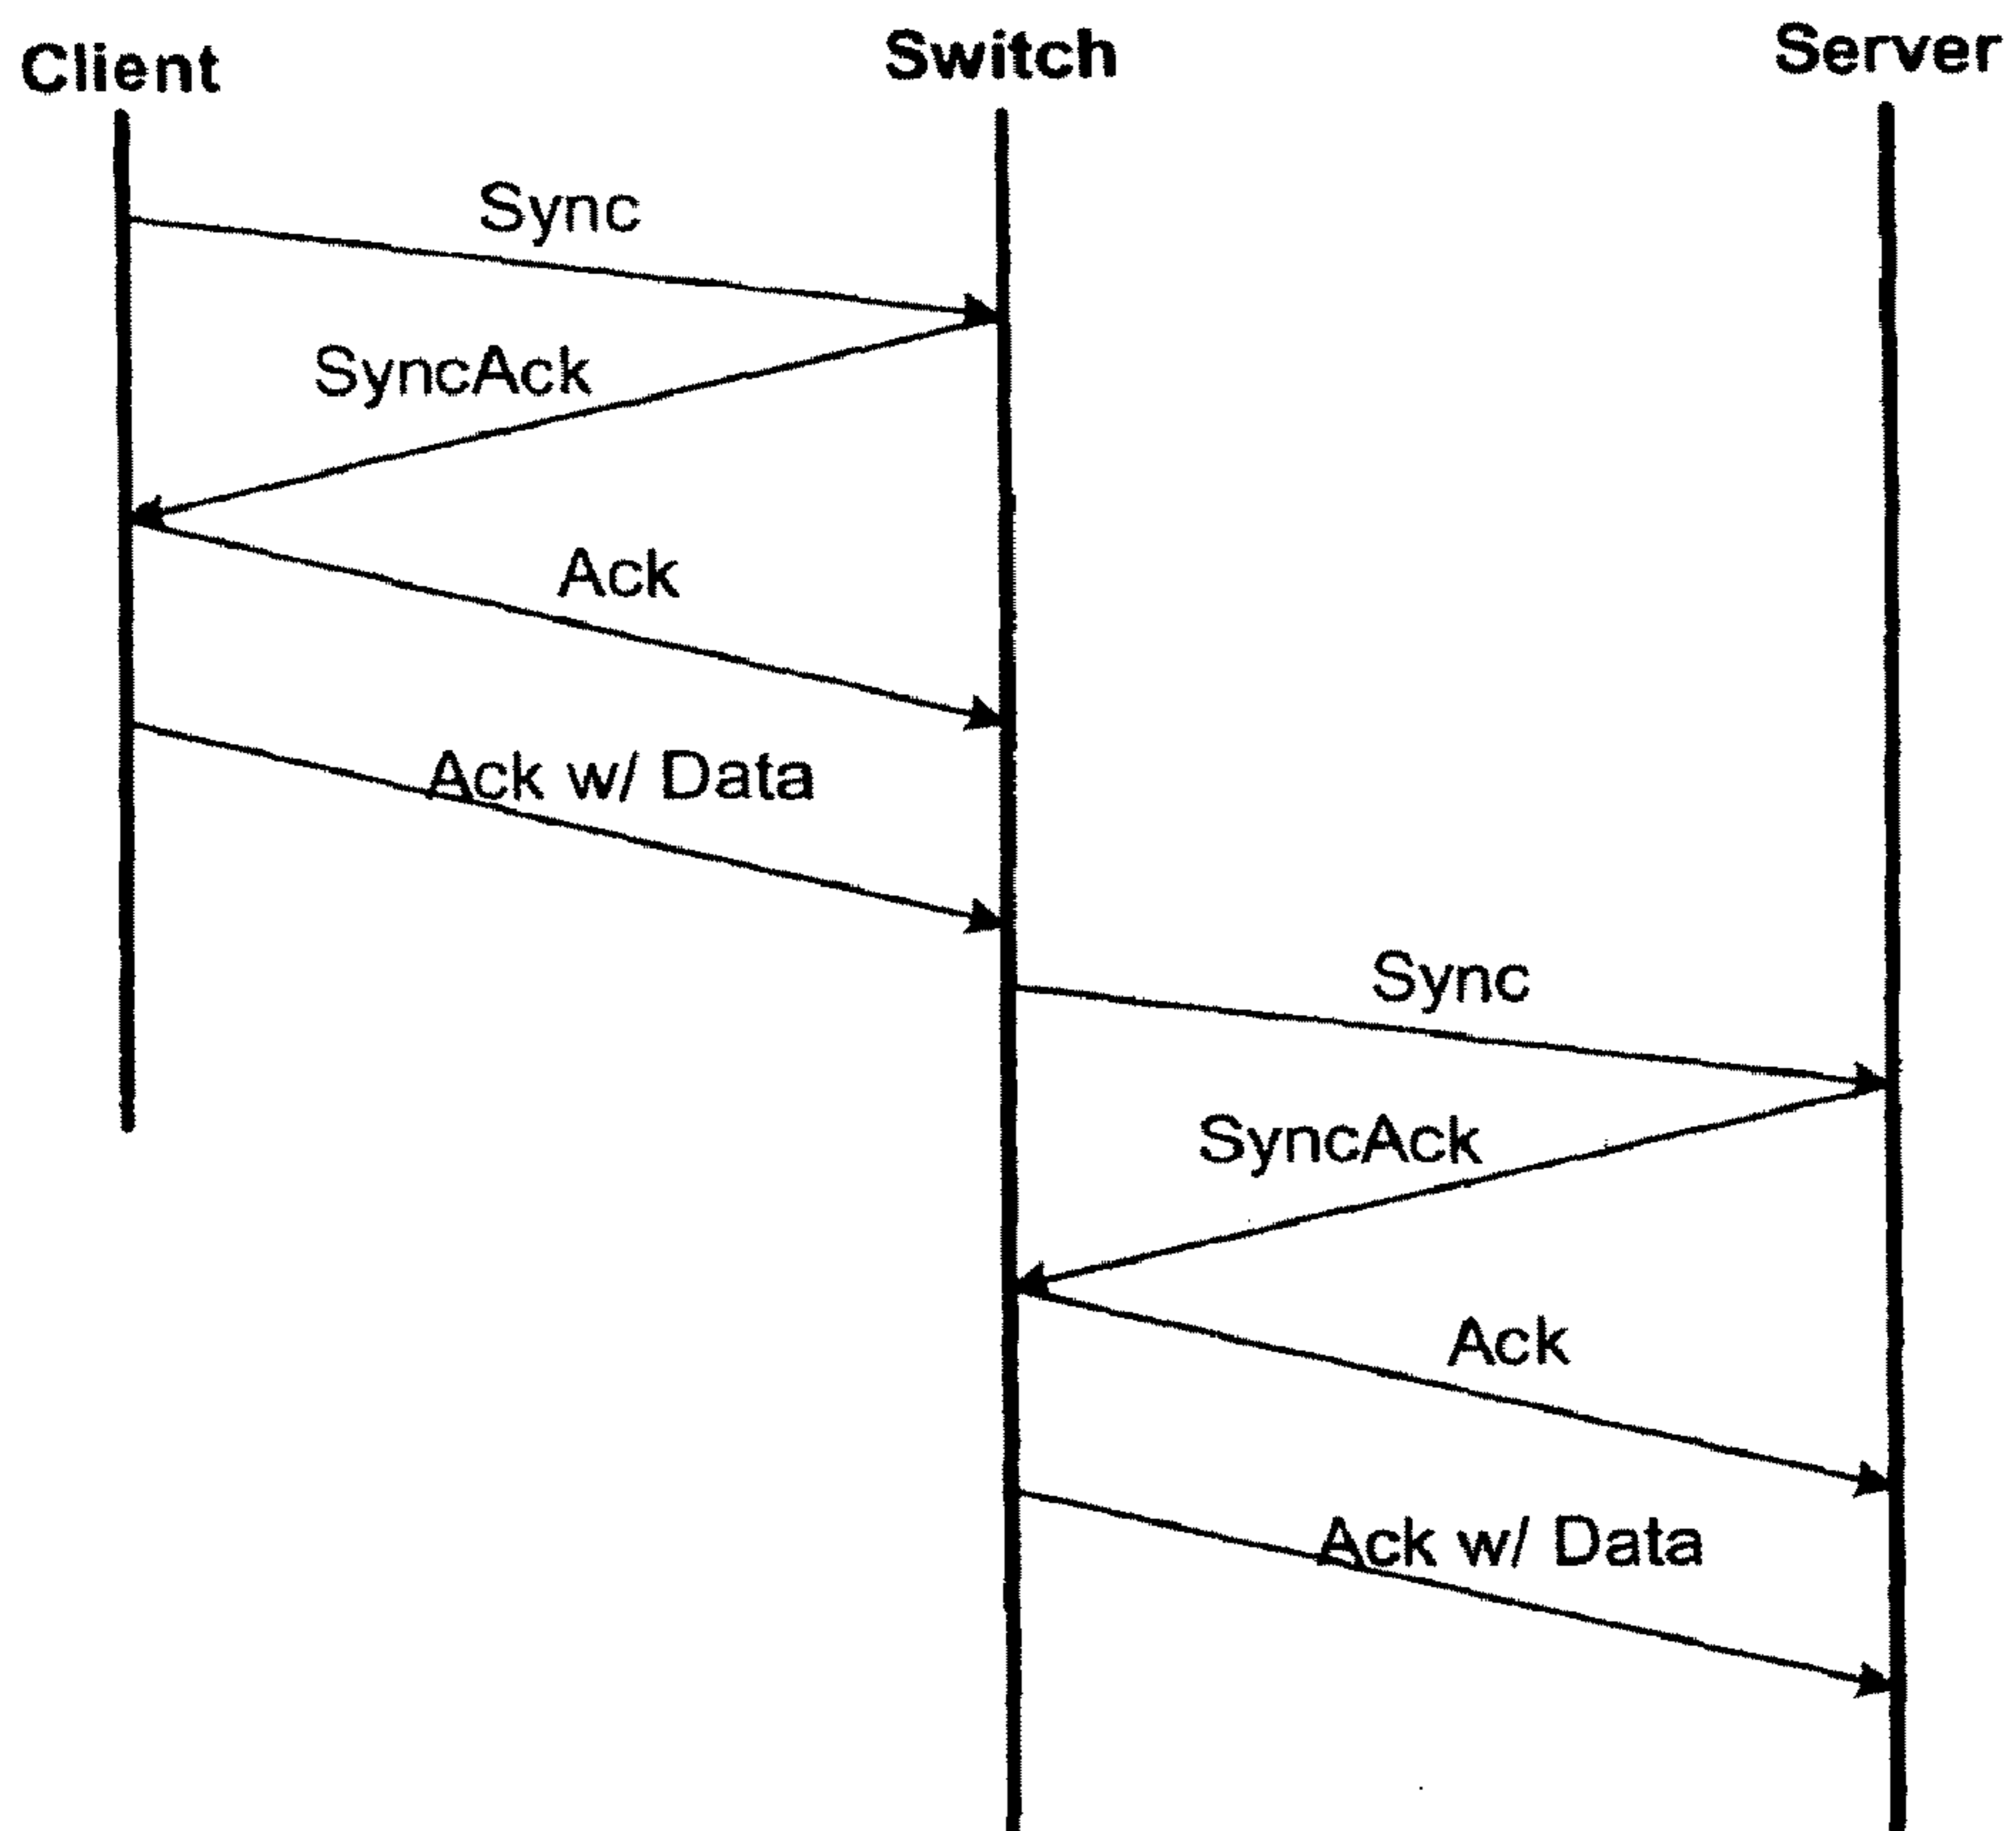 Client
Switch
Server
Sync
SyncAck
Ack
Ack w/ Data
Sync
SyncAck
Ack
Ack w/ Data